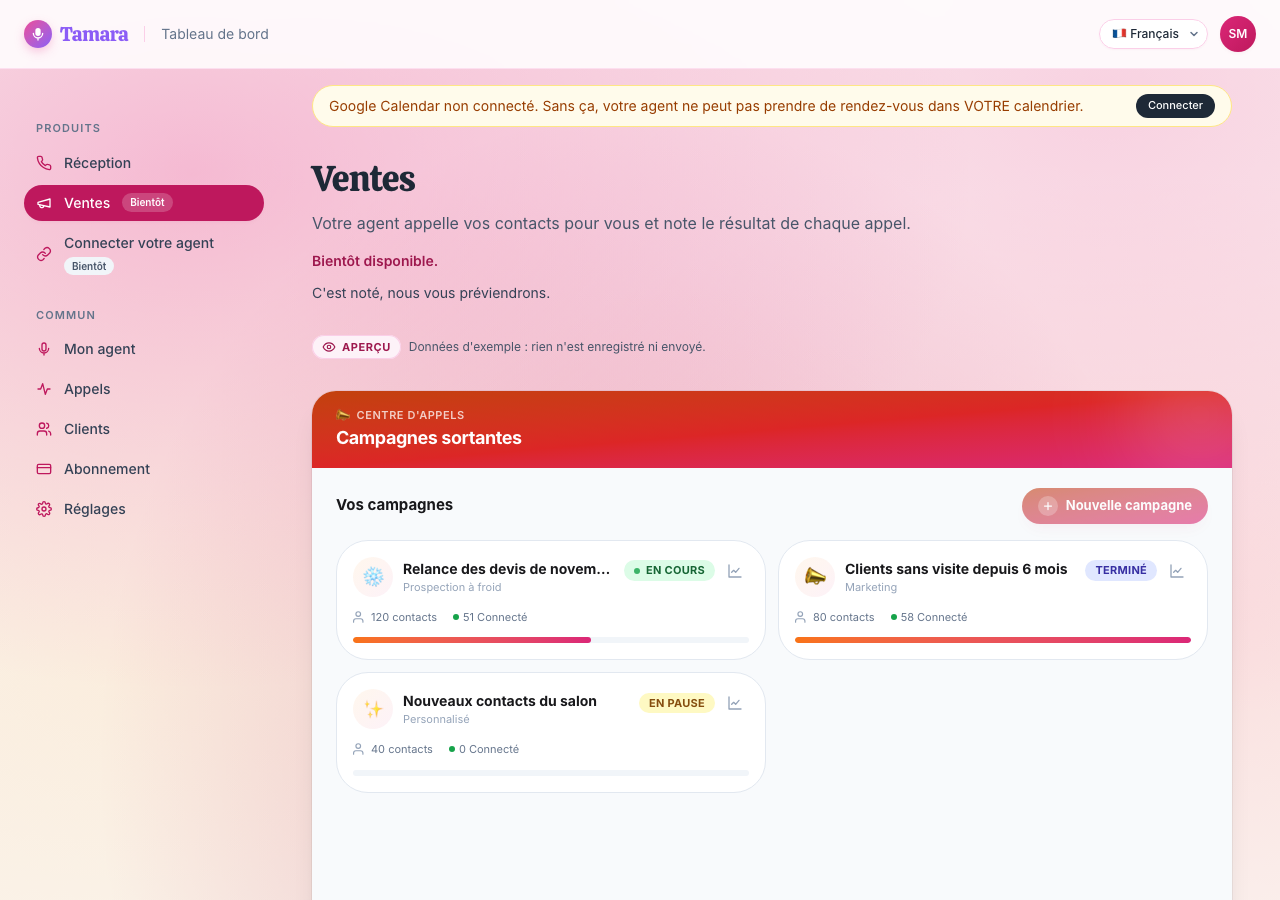 Tamara
Tableau de bord
Français
SM
Google Calendar non connecté. Sans ça, votre agent ne peut pas prendre de rendez-vous dans VOTRE calendrier.
Connecter
PRODUITS
Réception
Ventes
Bientôt
Connecter votre agent
Bientôt
COMMUN
Mon agent
Appels
Clients
Abonnement
Réglages
Ventes
Votre agent appelle vos contacts pour vous et note le résultat de chaque appel.
Bientôt disponible.
C'est noté, nous vous préviendrons.
APERÇU
Données d'exemple : rien n'est enregistré ni envoyé.
CENTRE D'APPELS
Campagnes sortantes
Vos campagnes
Nouvelle campagne
Relance des devis de novem...
EN COURS
Prospection à froid
120 contacts
51 Connecté
Clients sans visite depuis 6 mois
TERMINÉ
Marketing
80 contacts
58 Connecté
Nouveaux contacts du salon
EN PAUSE
Personnalisé
40 contacts
0 Connecté